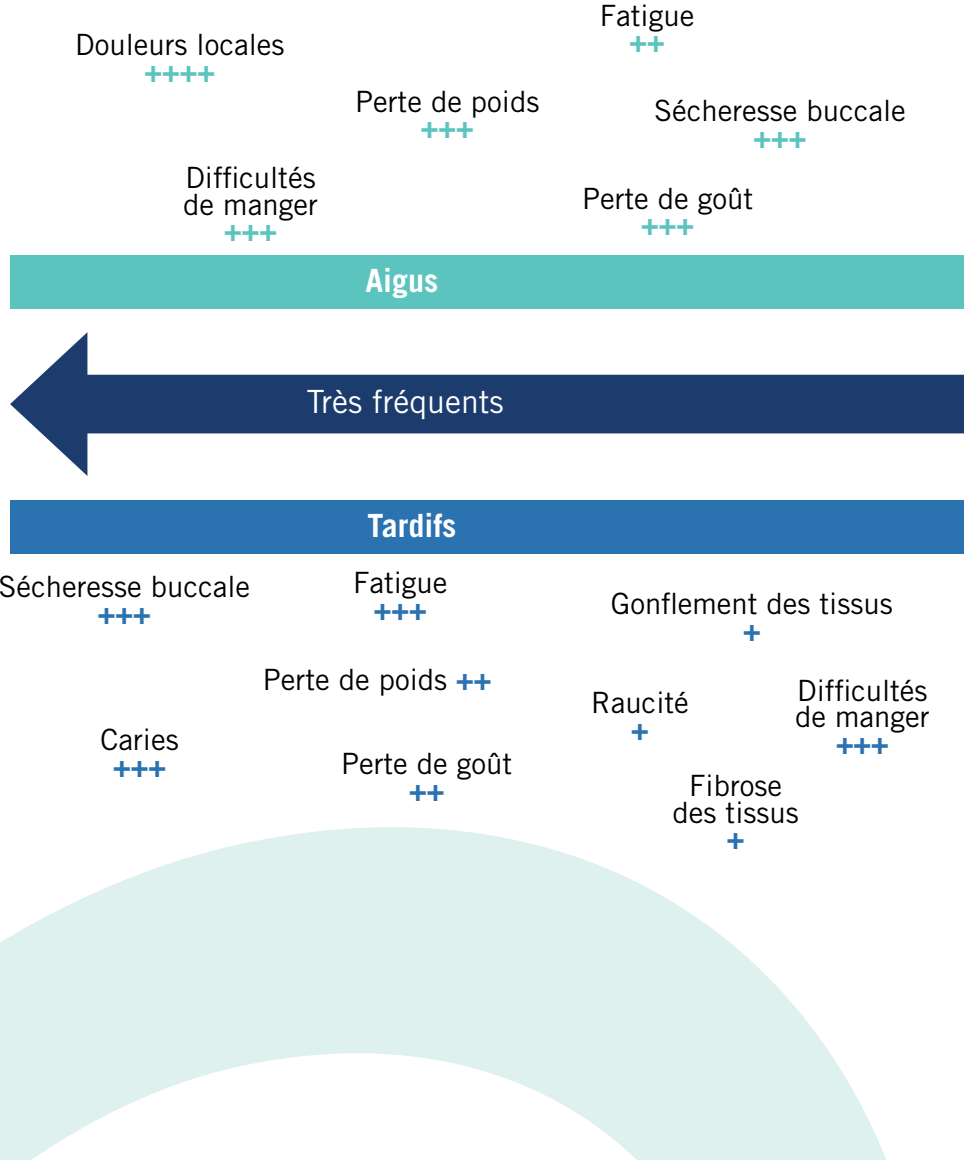 Fatigue
++
Douleurs locales
++++
Perte de poids
+++
Sécheresse buccale
+++
Difficultés
de manger
+++
Perte de goût
+++
Aigus
Très fréquents
Tardifs
Sécheresse buccale
+++
Fatigue
+++
Gonflement des tissus
+
Perte de poids ++
Raucité
+
Difficultés
de manger
+++
Caries
+++
Perte de goût
++
Fibrose
des tissus
+